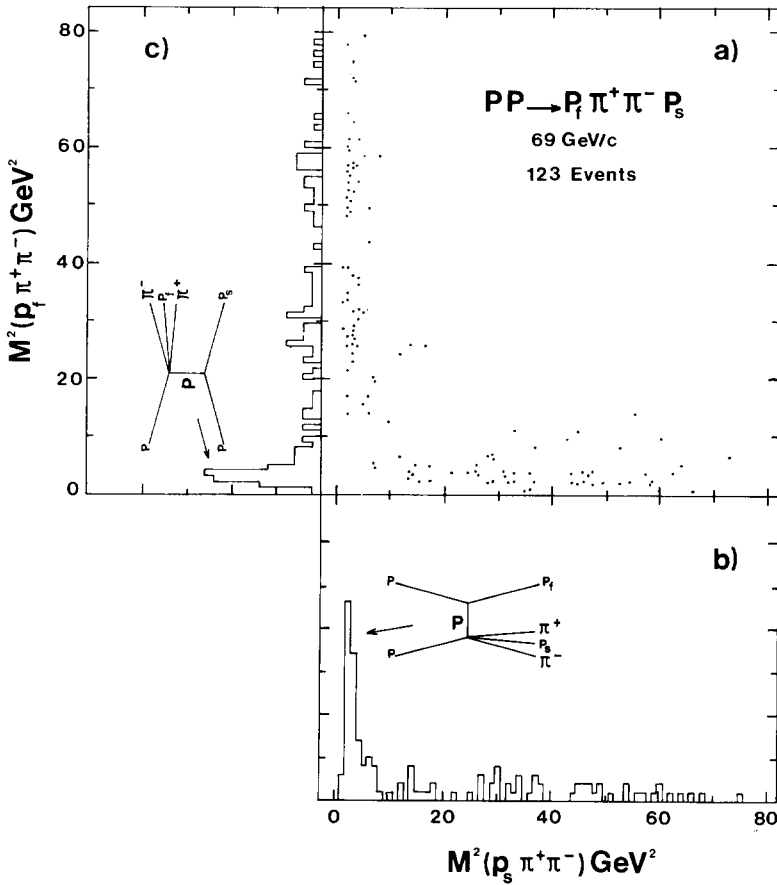 80
60
40
20
0
M²(p_f π⁺π⁻) GeV²
c)
π⁻ P_f π⁺ P_s
P
P P
a)
PP → P_f π⁺ π⁻ P_s
69 GeV/c
123 Events
b)
P P_f
P
π⁺
P_s
P π⁻
0 20 40 60 80
M²(p_s π⁺π⁻) GeV²